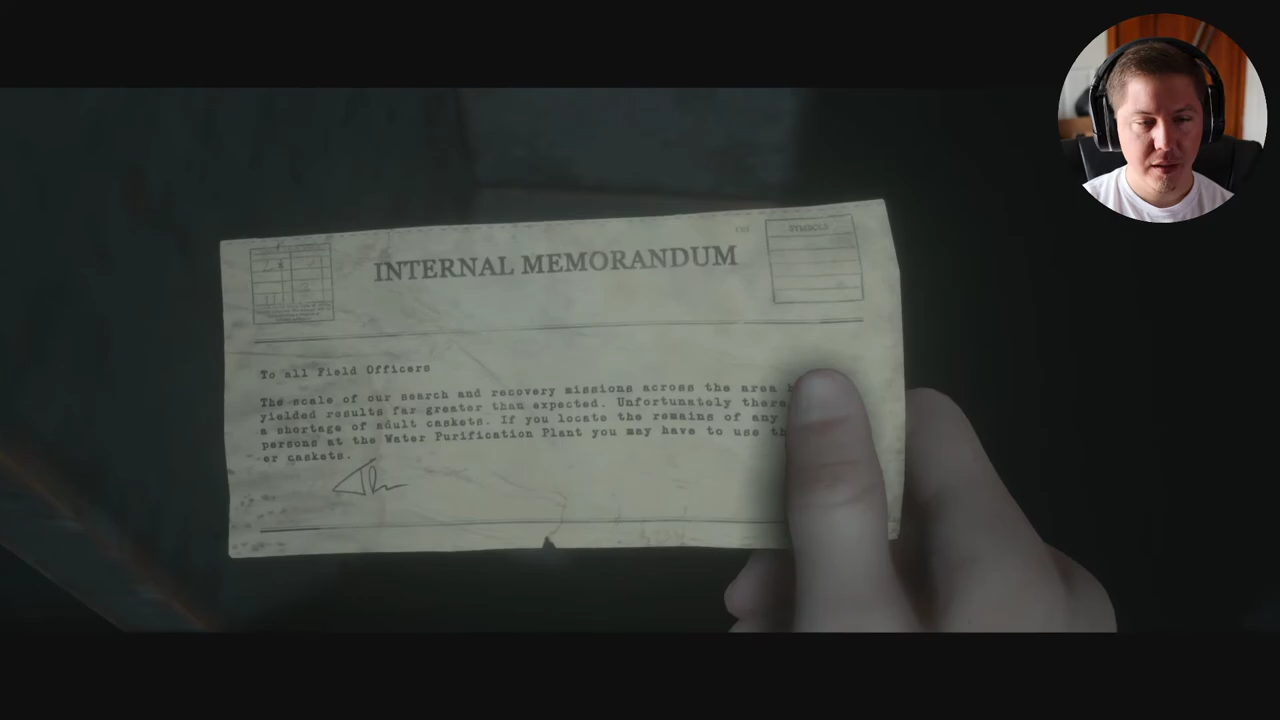 INTERNAL MEMORANDUM
SYMBOLS
To all Field Officers
The scale of our search and recovery missions across the area
yielded results far greater than expected. Unfortunately there
a shortage of adult caskets. If you locate the remains of any
persons at the Water Purification Plant you may have to use
er caskets.